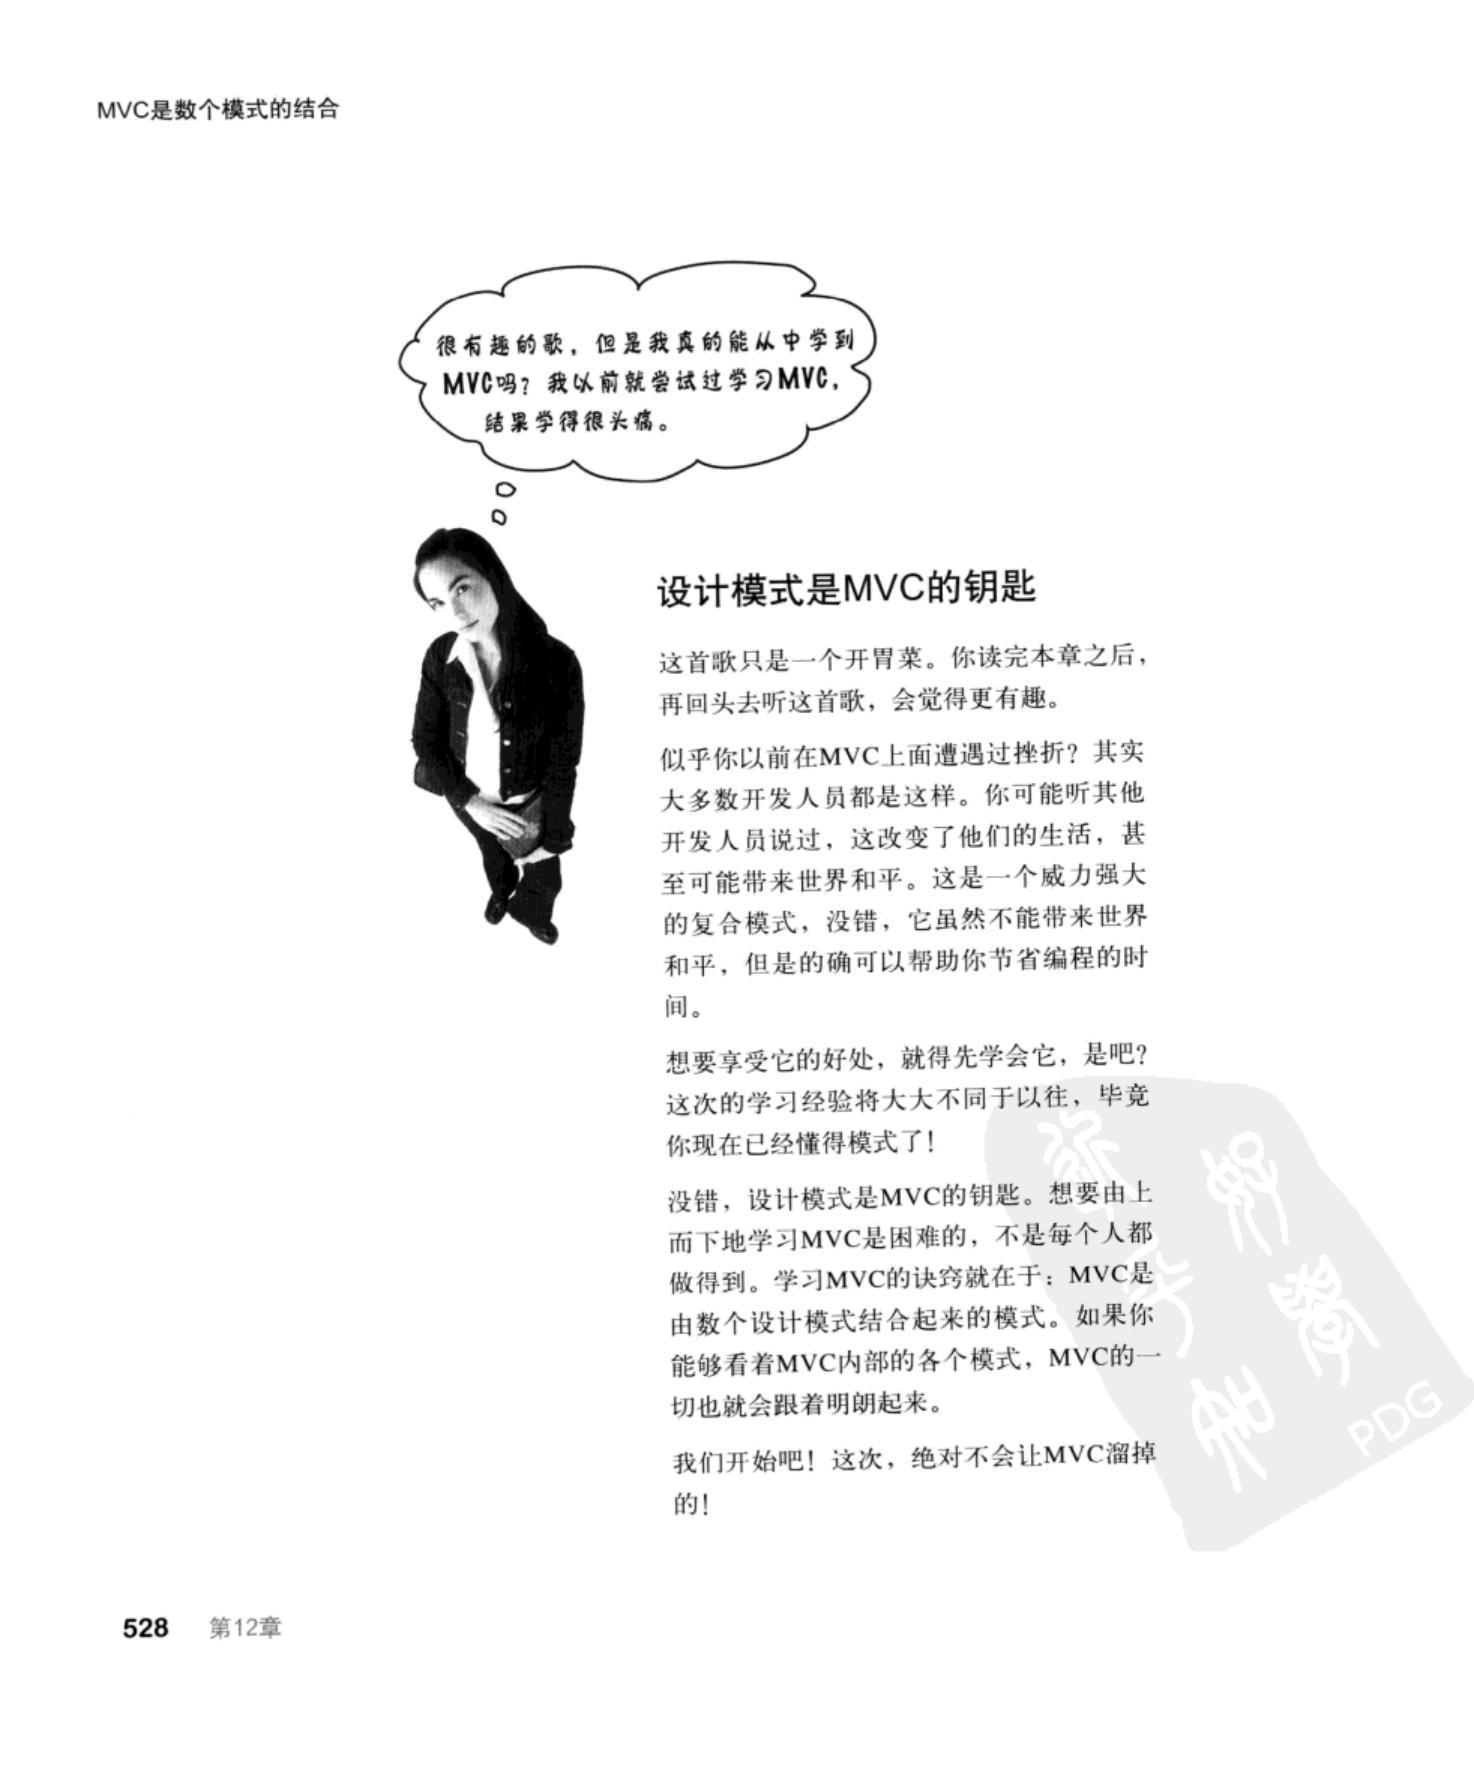 MVC是数个模式的结合
很有趣的歌，但是我真的能从中学到
MVC吗？我以前就尝试过学习MVC，
结果学得很头痛。
设计模式是MVC的钥匙
这首歌只是一个开胃菜。你读完本章之后，
再回头去听这首歌，会觉得更有趣。
似乎你以前在MVC上面遭遇过挫折？其实
大多数开发人员都是这样。你可能听其他
开发人员说过，这改变了他们的生活，甚
至可能带来世界和平。这是一个威力强大
的复合模式，没错，它虽然不能带来世界
和平，但是的确可以帮助你节省编程的时
间。
想要享受它的好处，就得先学会它，是吧？
这次的学习经验将大大不同于以往，毕竟
你现在已经懂得模式了！
没错，设计模式是MVC的钥匙。想要由上
而下地学习MVC是困难的，不是每个人都
做得到。学习MVC的诀窍就在于：MVC是
由数个设计模式结合起来的模式。如果你
能够看着MVC内部的各个模式，MVC的一
切也就会跟着明朗起来。
我们开始吧！这次，绝对不会让MVC溜掉
的！
PDG
528 第12章